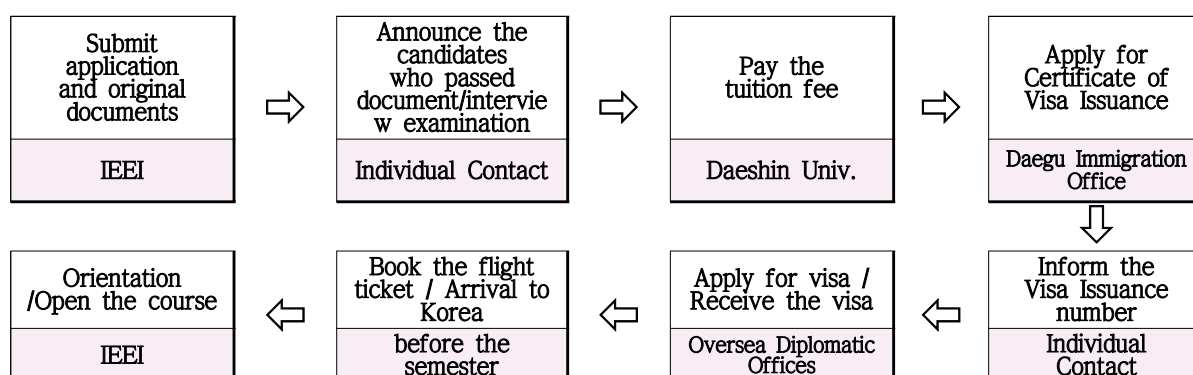 Submit
application
and original
documents
IEEI
Announce the
candidates
who passed
document/intervie
w examination
Individual Contact
Pay the
tuition fee
Daeshin Univ.
Apply for
Certificate of
Visa Issuance
Daegu Immigration
Office
Inform the
Visa Issuance
number
Individual
Contact
Apply for visa /
Receive the visa
Oversea Diplomatic
Offices
Book the flight
ticket / Arrival to
Korea
before the
semester
Orientation
/Open the course
IEEI